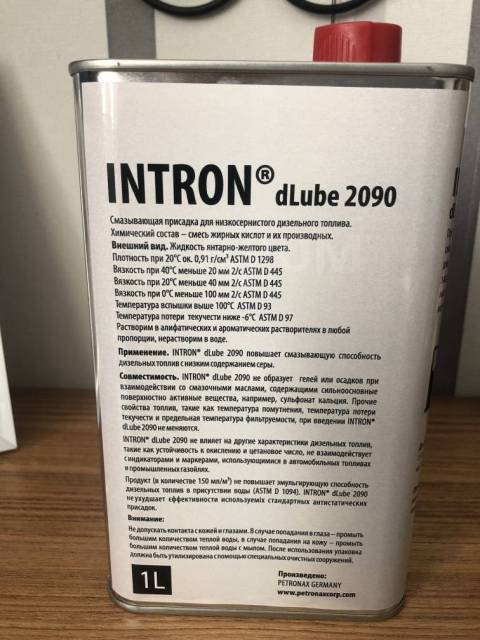 INTRON® dLube 2090
Смазывающая присадка для низкосернистого дизельного топлива.
Химический состав – смесь жирных кислот и их производных.
Внешний вид. Жидкость янтарно-желтого цвета.
Плотность при 20°C ок. 0,91 г/см³ ASTM D 1298
Вязкость при 40°C меньше 20 мм 2/с ASTM D 445
Вязкость при 20°C меньше 40 мм 2/с ASTM D 445
Вязкость при 0°C меньше 100 мм 2/с ASTM D 445
Температура вспышки выше 100°C ASTM D 93
Температура потери текучести ниже -6°C ASTM D 97
Растворим в алифатических и ароматических растворителях в любой
пропорции, нерастворим в воде.
Применение. INTRON® dLube 2090 повышает смазывающую способность
дизельных топлив с низким содержанием серы.
Совместимость. INTRON® dLube 2090 не образует гелей или осадков при
взаимодействии со смазочными маслами, содержащими сильноосновные
поверхностно активные вещества, например, сульфонат кальция. Прочие
свойства топлив, такие как температура помутнения, температура потери
текучести и предельная температура фильтруемости, при введении INTRON®
dLube 2090 не меняются.
INTRON® dLube 2090 не влияет на другие характеристики дизельных топлив,
такие как устойчивость к окислению и цетановое число, не взаимодействует
с индикаторами и маркерами, использующимися в автомобильных топливах
и промышленных газойлях.
Продукт (в количестве 150 мл/м³) не повышает эмульгирующую способность
дизельных топлив в присутствии воды (ASTM D 1094). INTRON® dLube 2090
не ухудшает эффективности используемых стандартных антистатических
присадок.
Внимание:
Не допускать контакта с кожей и глазами. В случае попадания в глаза – промыть
большим количеством теплой воды, в случае попадания на кожу – промыть
большим количеством теплой воды с мылом. После использования упаковка
должна быть утилизирована с помощью специальных очистных сооружений.
1L
Произведено:
PETRONAX GERMANY
www.petronaxcorp.com